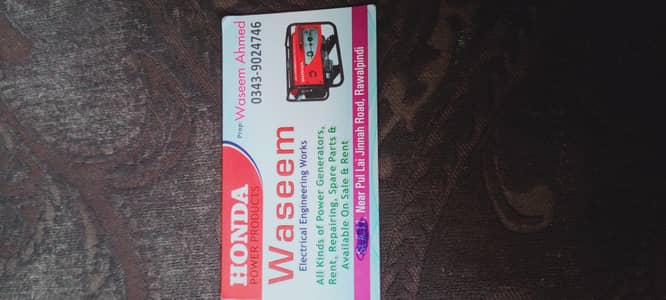 HONDA
POWER PRODUCTS
Prop: Waseem Ahmed
0343-9024746
Waseem
Electrical Engineering Works
All Kinds of Power Generators,
Rent, Repairing, Spare Parts &
Available On Sale & Rent
Near Pul Lai Jinnah Road, Rawalpindi